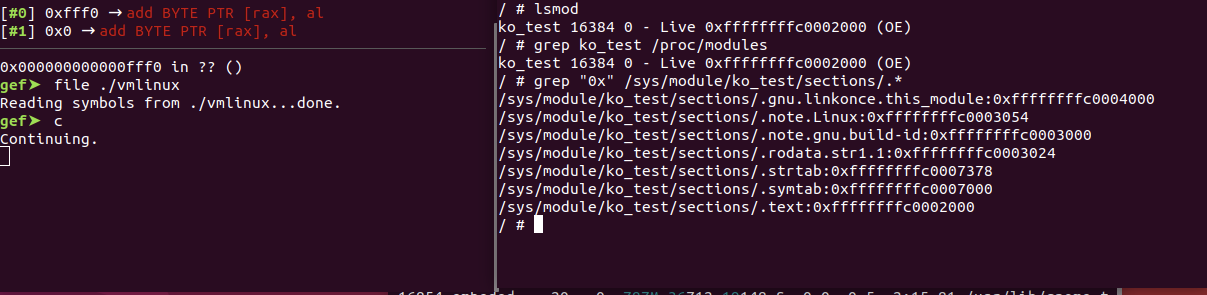 [#0] 0xfff0 → add BYTE PTR [rax], al
[#1] 0x0 → add BYTE PTR [rax], al
0x000000000000fff0 in ?? ()
gef➤ file ./vmlinux
Reading symbols from ./vmlinux...done.
gef➤ c
Continuing.
/ # lsmod
ko_test 16384 0 - Live 0xffffffffc0002000 (OE)
/ # grep ko_test /proc/modules
ko_test 16384 0 - Live 0xffffffffc0002000 (OE)
/ # grep "0x" /sys/module/ko_test/sections/.*
/sys/module/ko_test/sections/.gnu.linkonce.this_module:0xffffffffc0004000
/sys/module/ko_test/sections/.note.Linux:0xffffffffc0003054
/sys/module/ko_test/sections/.note.gnu.build-id:0xffffffffc0003000
/sys/module/ko_test/sections/.rodata.str1.1:0xffffffffc0003024
/sys/module/ko_test/sections/.strtab:0xffffffffc0007378
/sys/module/ko_test/sections/.symtab:0xffffffffc0007000
/sys/module/ko_test/sections/.text:0xffffffffc0002000
/ #